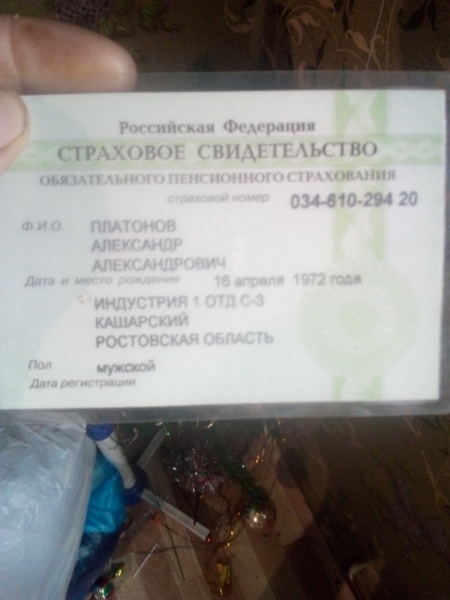 Российская Федерация
СТРАХОВОЕ СВИДЕТЕЛЬСТВО
ОБЯЗАТЕЛЬНОГО ПЕНСИОННОГО СТРАХОВАНИЯ
страховой номер 034-610-294 20
Ф.И.О. ПЛАТОНОВ
АЛЕКСАНДР
АЛЕКСАНДРОВИЧ
Дата и место рождения 16 апреля 1972 года
ИНДУСТРИЯ 1 ОТД С-З
КАШАРСКИЙ
РОСТОВСКАЯ ОБЛАСТЬ
Пол мужской
Дата регистрации